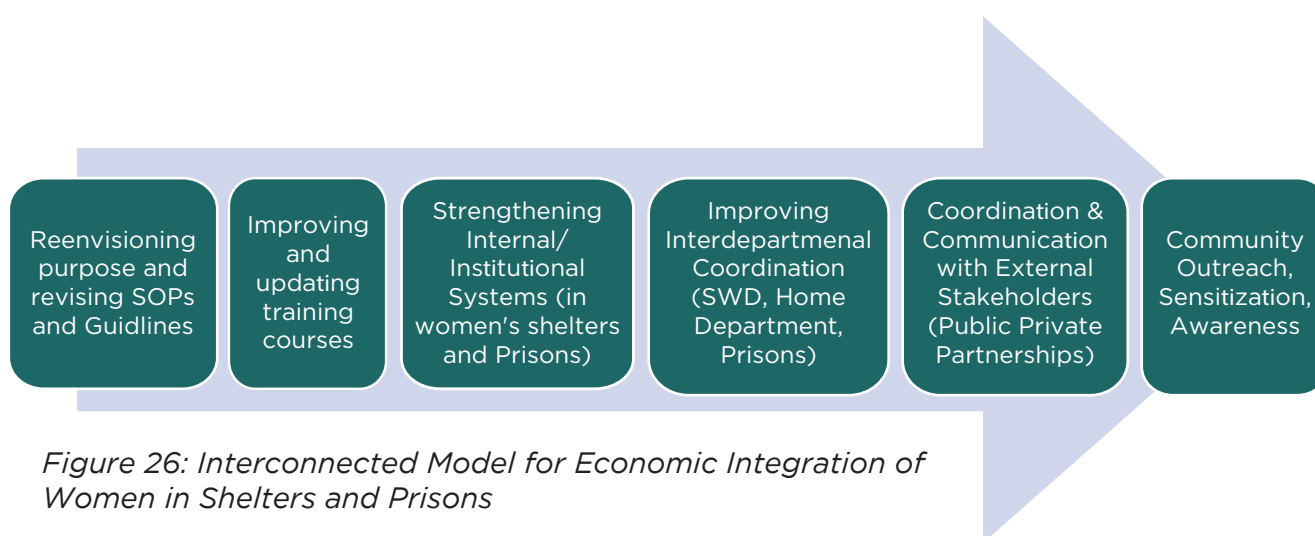 Reenvisioning
purpose and
revising SOPs
and Guidlines
Improving
and
updating
training
courses
Strengthening
Internal/
Institutional
Systems (in
women's shelters
and Prisons)
Improving
Interdepartmenal
Coordination
(SWD, Home
Department,
Prisons)
Coordination &
Communication
with External
Stakeholders
(Public Private
Partnerships)
Community
Outreach,
Sensitization,
Awareness
Figure 26: Interconnected Model for Economic Integration of
Women in Shelters and Prisons